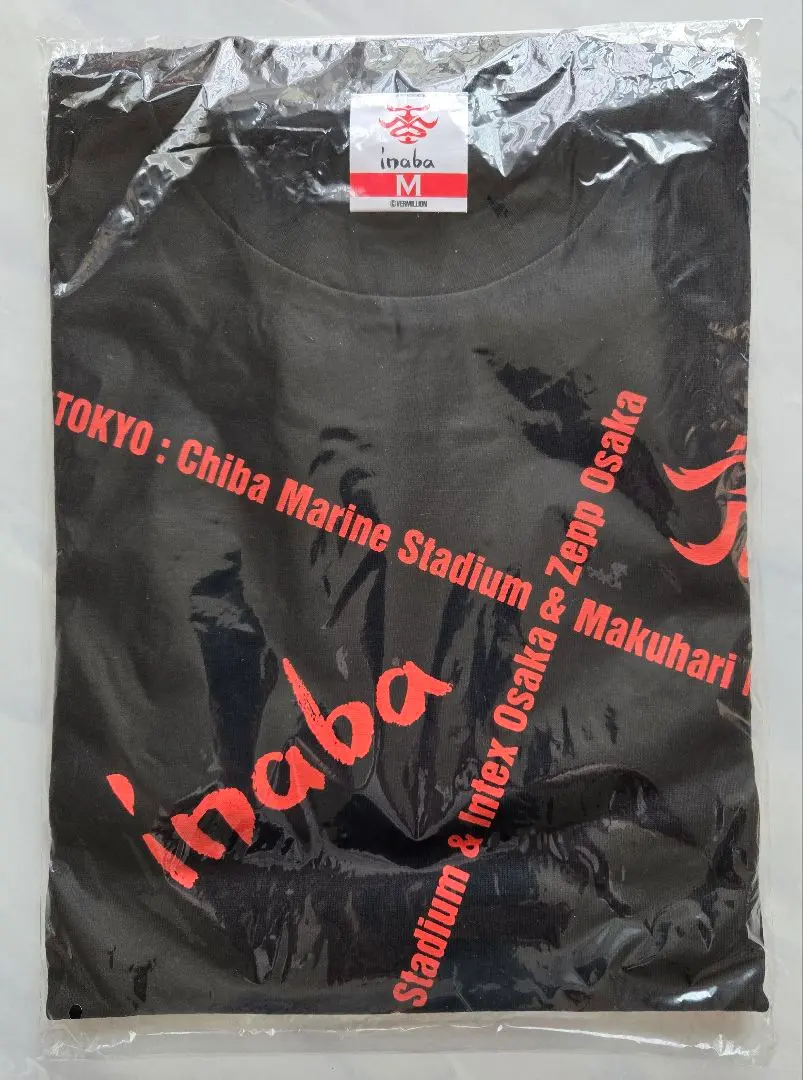 inaba
M
©VERMILLION
TOKYO : Chiba Marine Stadium & Makuhari
Stadium & Intex Osaka & Zepp Osaka
inaba